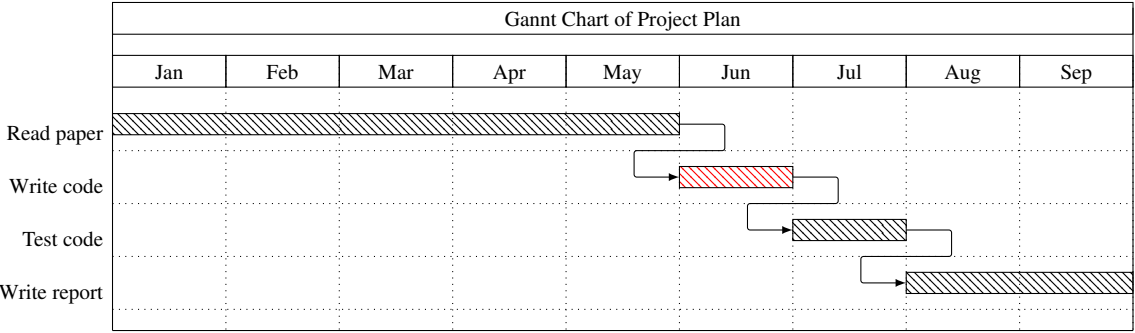 Gannt Chart of Project Plan
Jan Feb Mar Apr May Jun Jul Aug Sep
Read paper
Write code
Test code
Write report